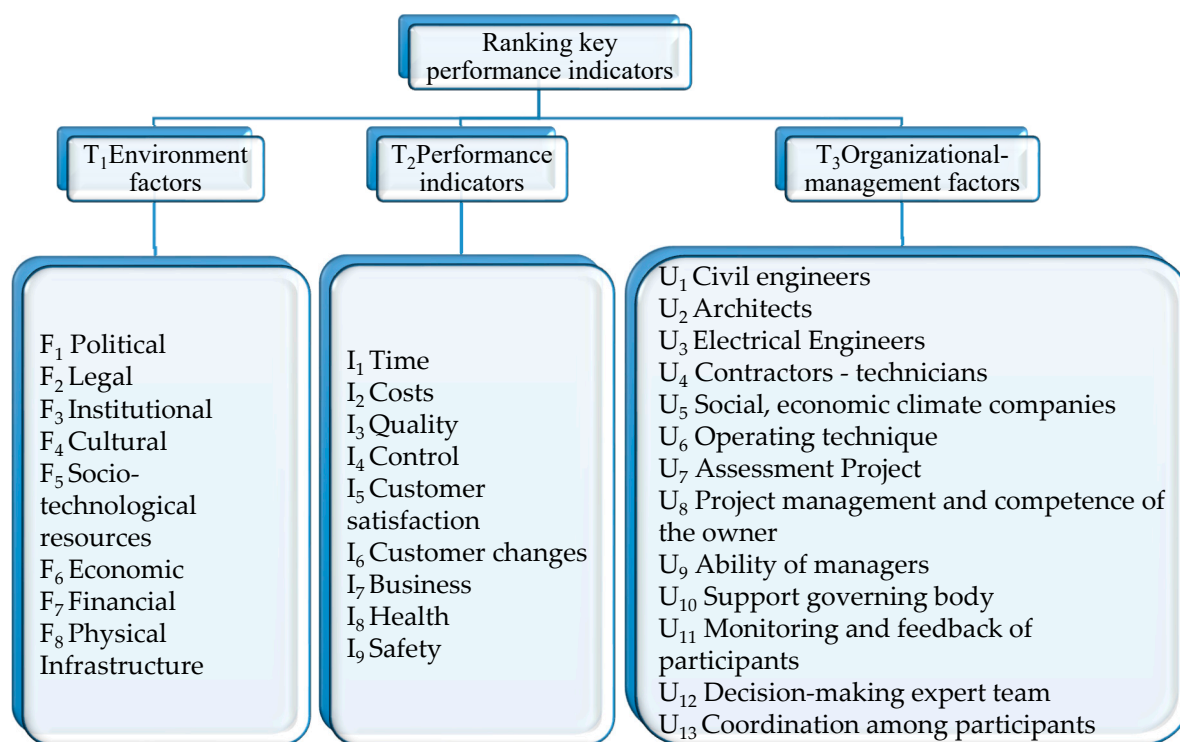 Ranking key
performance indicators
T₁Environment
factors
T₂Performance
indicators
T₃Organizational-
management factors
F₁ Political
F₂ Legal
F₃ Institutional
F₄ Cultural
F₅ Socio-
technological
resources
F₆ Economic
F₇ Financial
F₈ Physical
Infrastructure
I₁ Time
I₂ Costs
I₃ Quality
I₄ Control
I₅ Customer
satisfaction
I₆ Customer changes
I₇ Business
I₈ Health
I₉ Safety
U₁ Civil engineers
U₂ Architects
U₃ Electrical Engineers
U₄ Contractors - technicians
U₅ Social, economic climate companies
U₆ Operating technique
U₇ Assessment Project
U₈ Project management and competence of
the owner
U₉ Ability of managers
U₁₀ Support governing body
U₁₁ Monitoring and feedback of
participants
U₁₂ Decision-making expert team
U₁₃ Coordination among participants